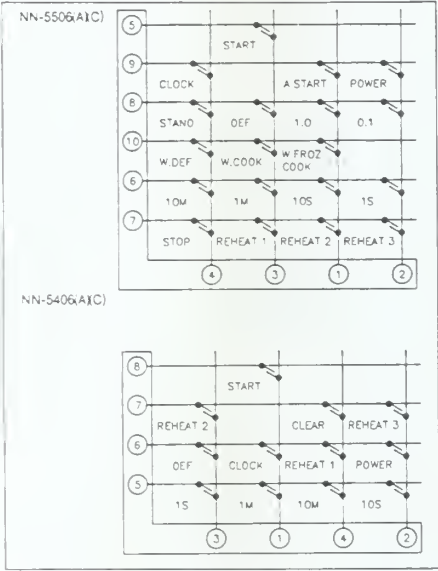 NN-5506(A)(C)
5
START
9
CLOCK A START POWER
8
STAND DEF 1.0 0.1
10
W.DEF W.COOK W.FROZ
COOK
6
10M 1M 10S 1S
7
STOP REHEAT 1 REHEAT 2 REHEAT 3
4 3 1 2
NN-5406(A)(C)
8
START
7
REHEAT 2 CLEAR REHEAT 3
6
DEF CLOCK REHEAT 1 POWER
5
1S 1M 10M 10S
3 1 4 2